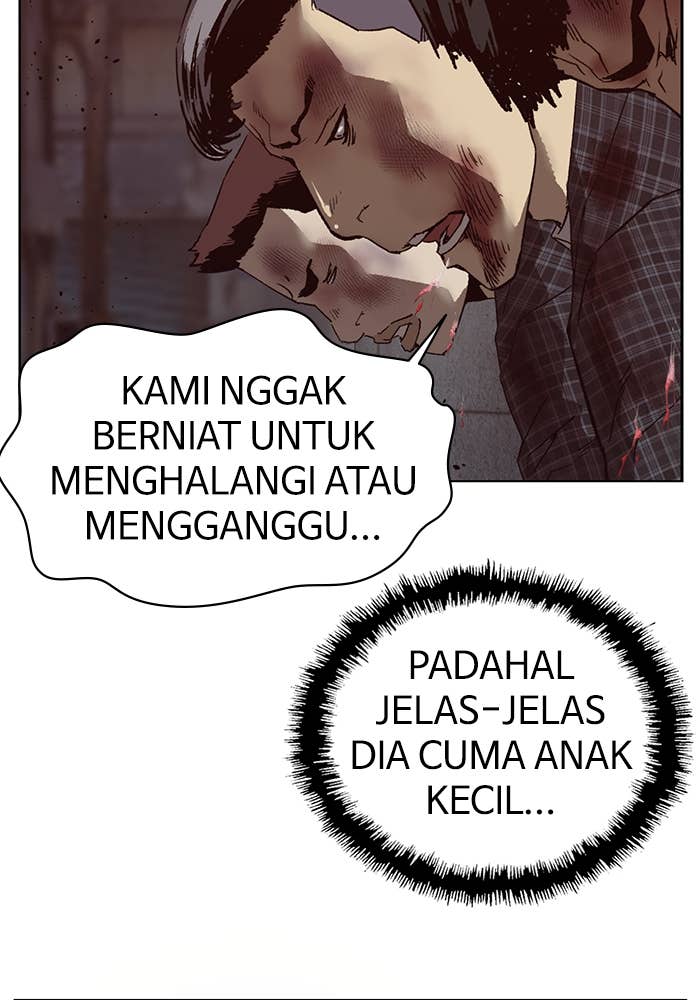 KAMI NGGAK
BERNIAT UNTUK
MENGHALANGI ATAU
MENGGANGGU...
PADAHAL
JELAS-JELAS
DIA CUMA ANAK
KECIL...